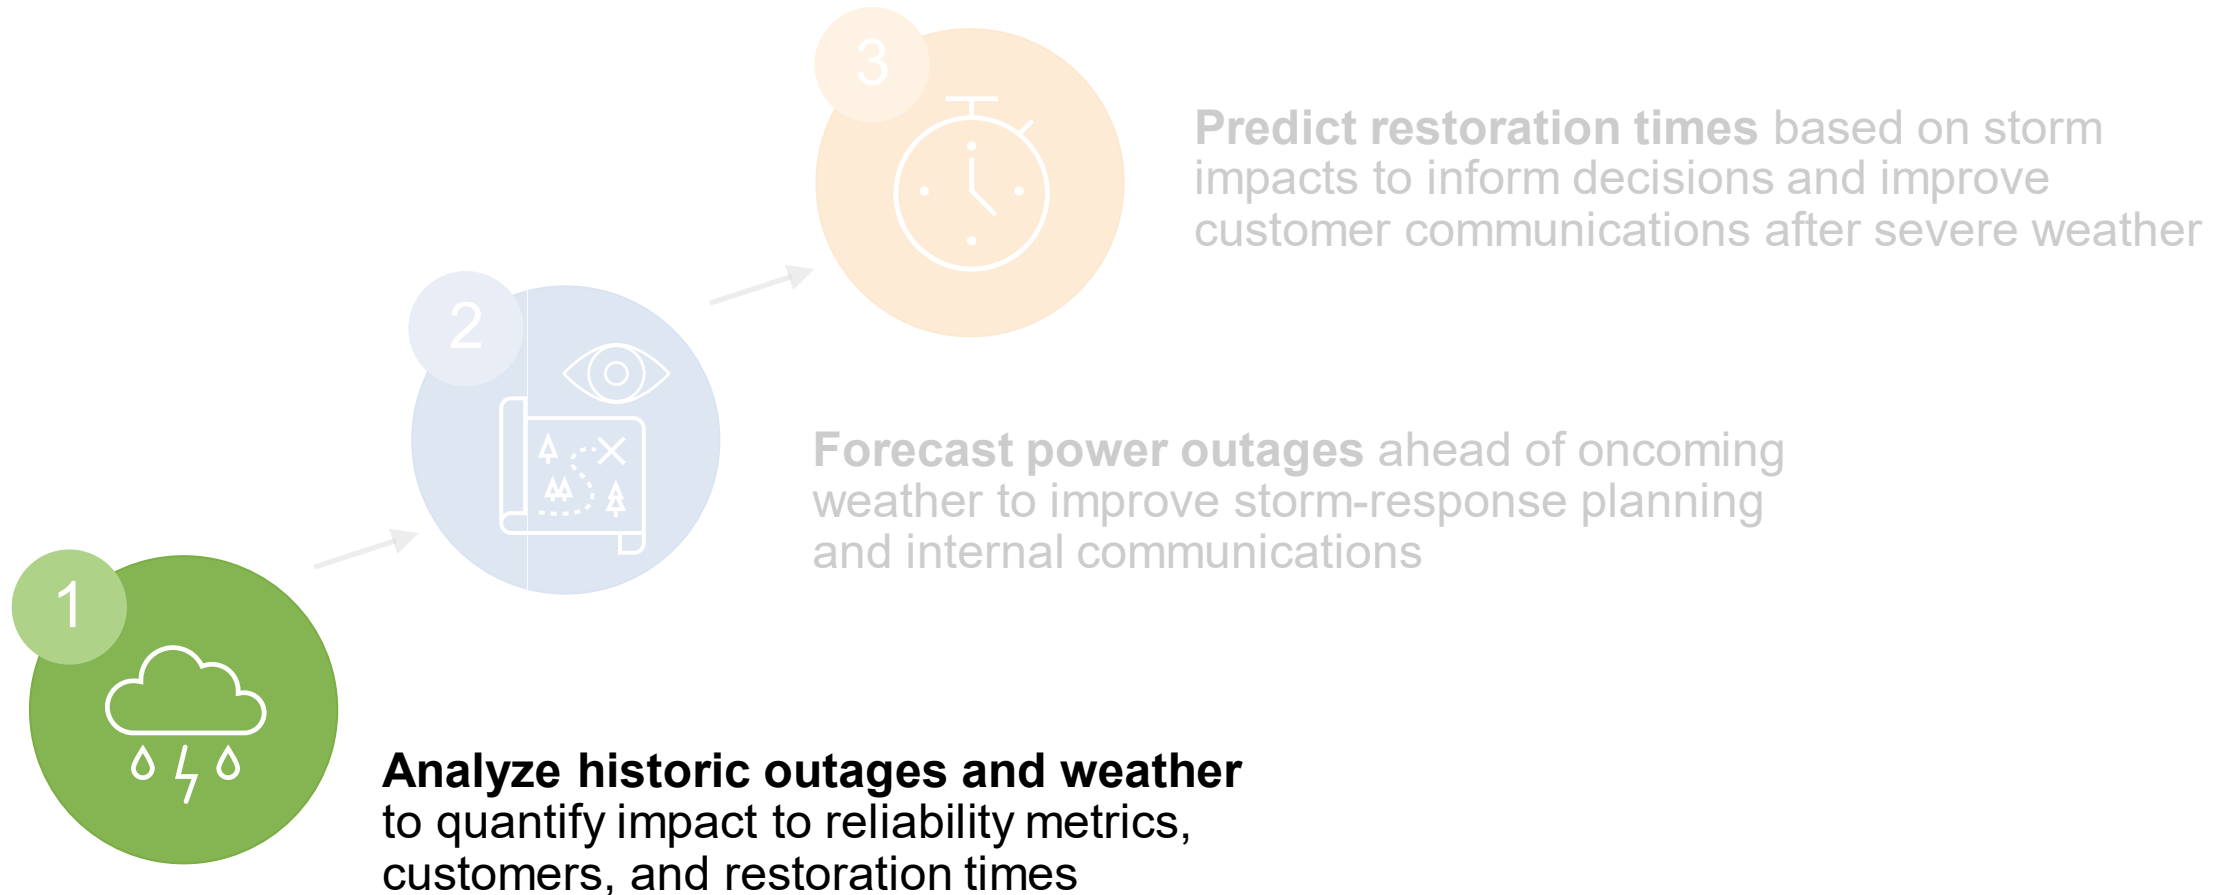 3
Predict restoration times based on storm
impacts to inform decisions and improve
customer communications after severe weather
2
Forecast power outages ahead of oncoming
weather to improve storm-response planning
and internal communications
1
Analyze historic outages and weather
to quantify impact to reliability metrics,
customers, and restoration times